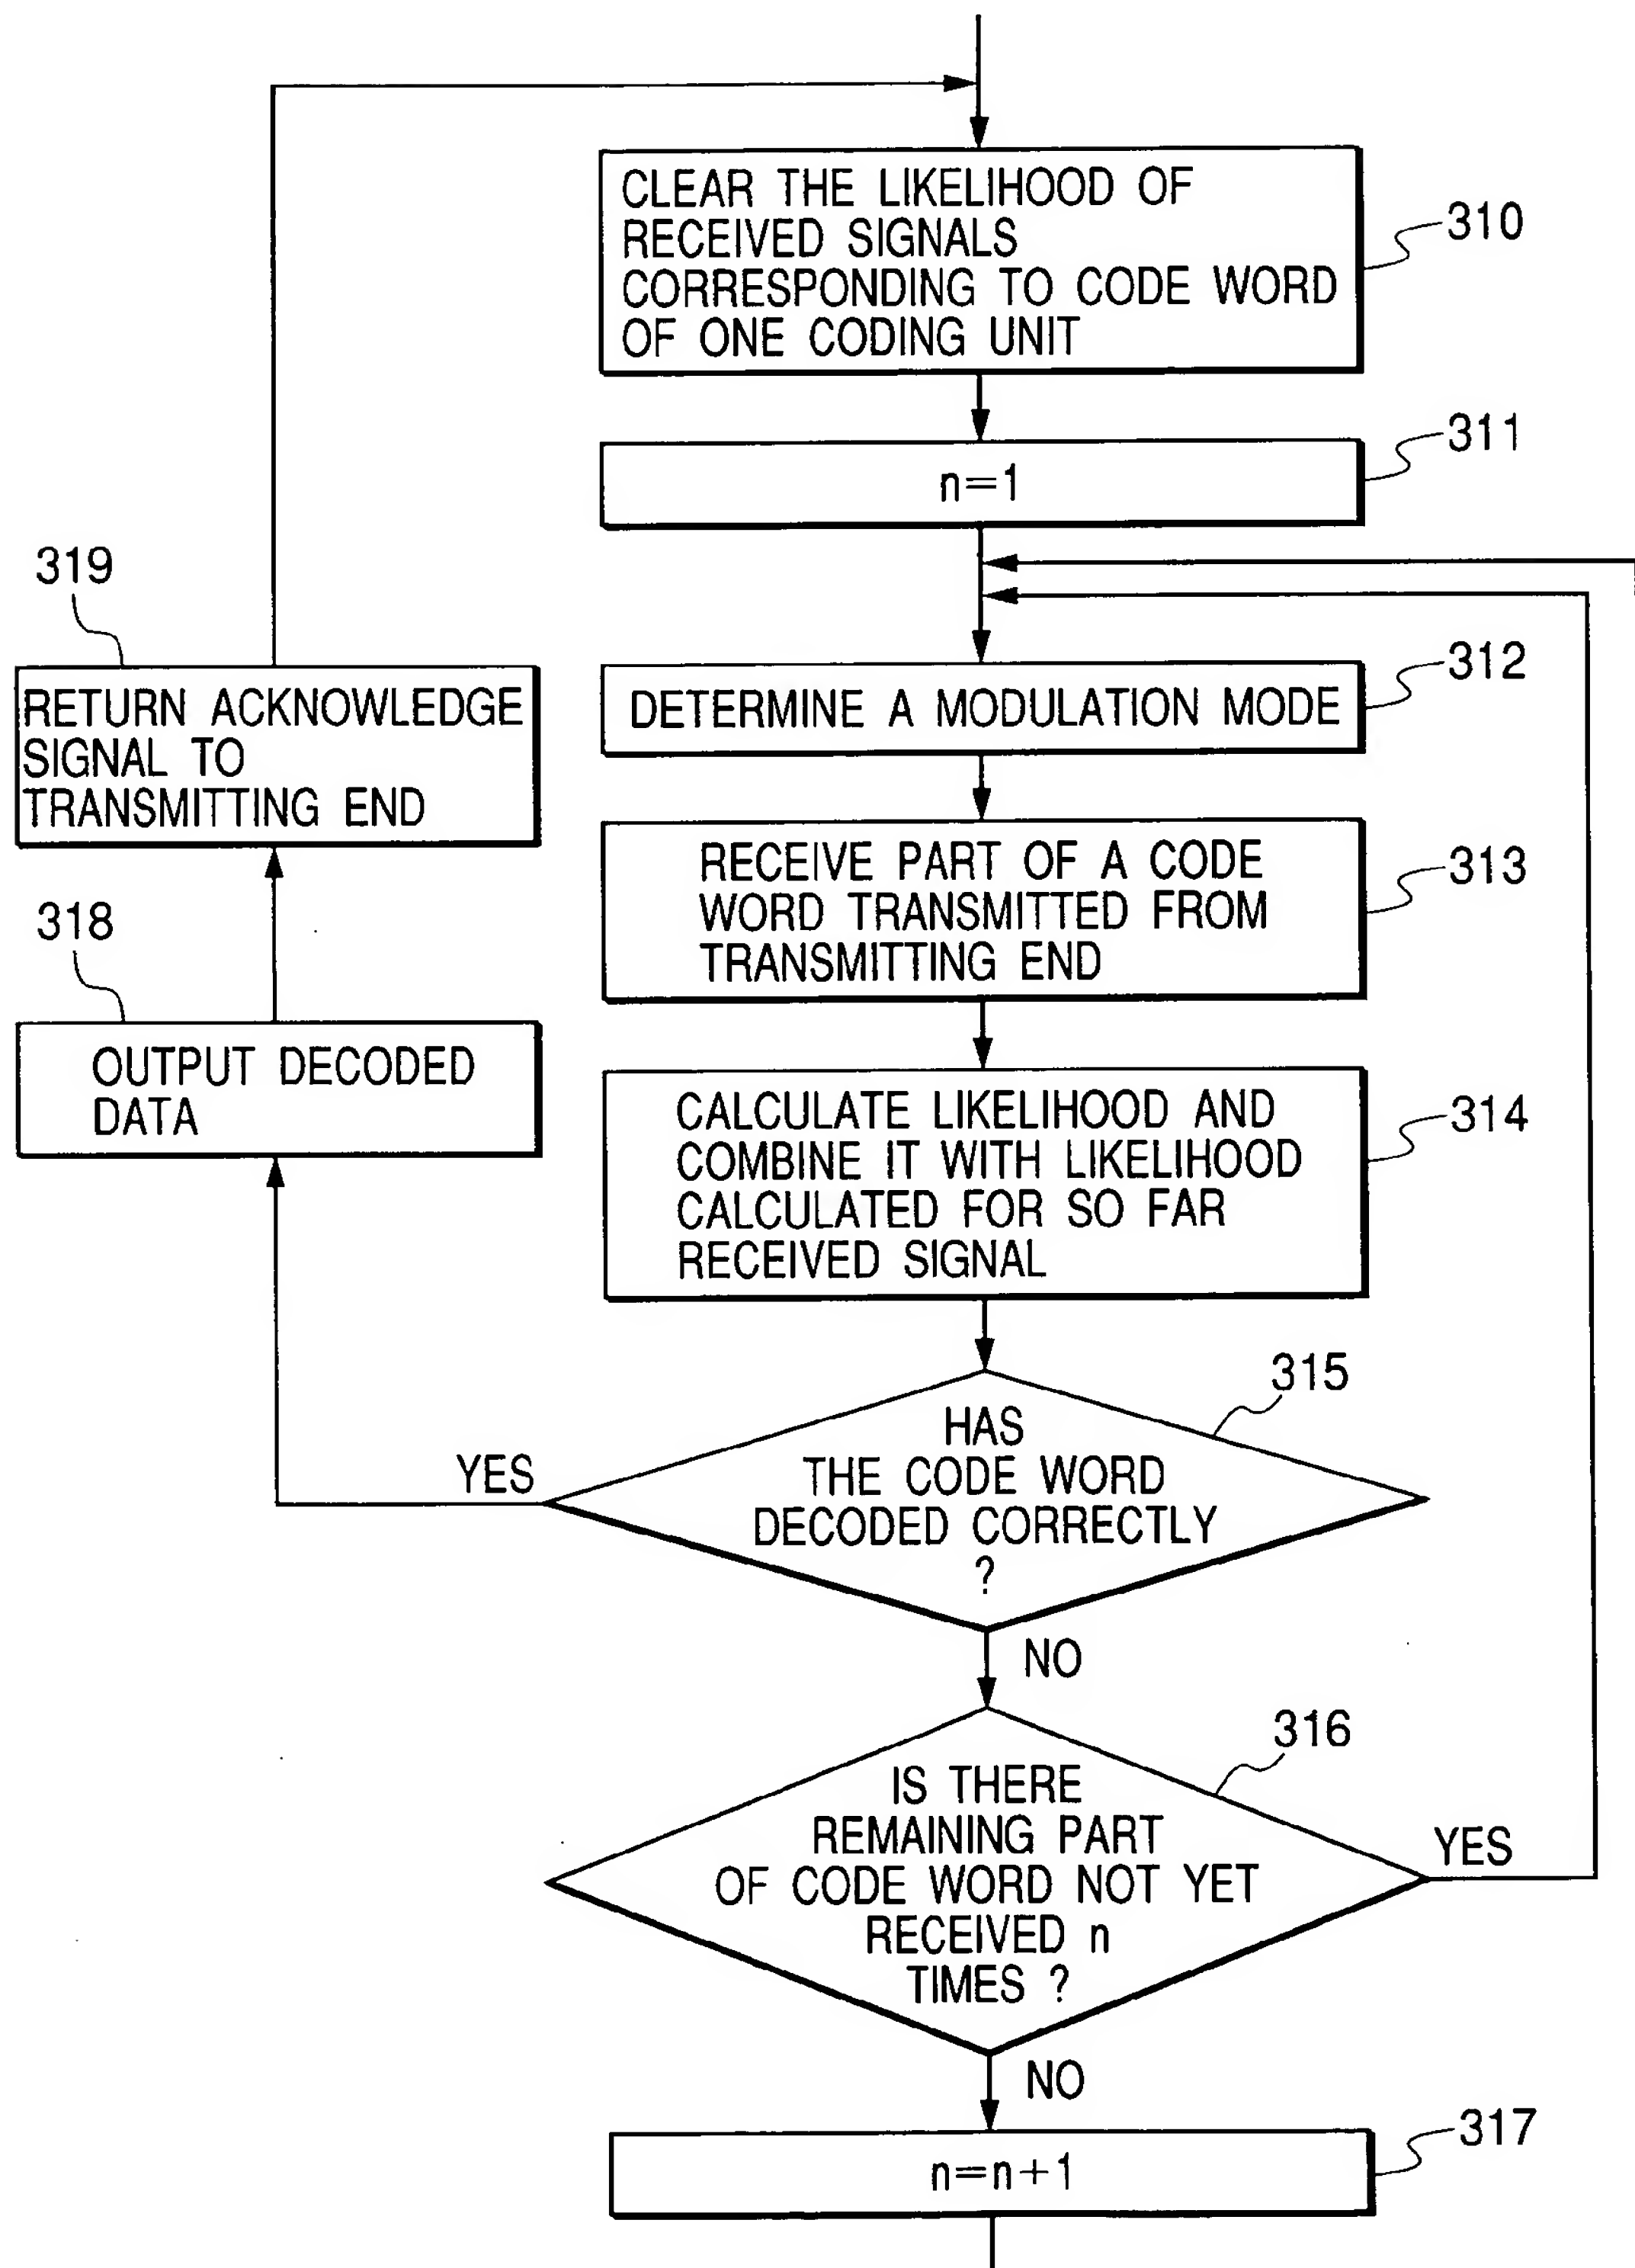 CLEAR THE LIKELIHOOD OF
RECEIVED SIGNALS
CORRESPONDING TO CODE WORD
OF ONE CODING UNIT
310
n=1
311
319
RETURN ACKNOWLEDGE
SIGNAL TO
TRANSMITTING END
DETERMINE A MODULATION MODE
312
RECEIVE PART OF A CODE
WORD TRANSMITTED FROM
TRANSMITTING END
313
318
OUTPUT DECODED
DATA
CALCULATE LIKELIHOOD AND
COMBINE IT WITH LIKELIHOOD
CALCULATED FOR SO FAR
RECEIVED SIGNAL
314
315
HAS
THE CODE WORD
DECODED CORRECTLY
?
YES
NO
316
IS THERE
REMAINING PART
OF CODE WORD NOT YET
RECEIVED n
TIMES ?
YES
NO
n=n+1
317